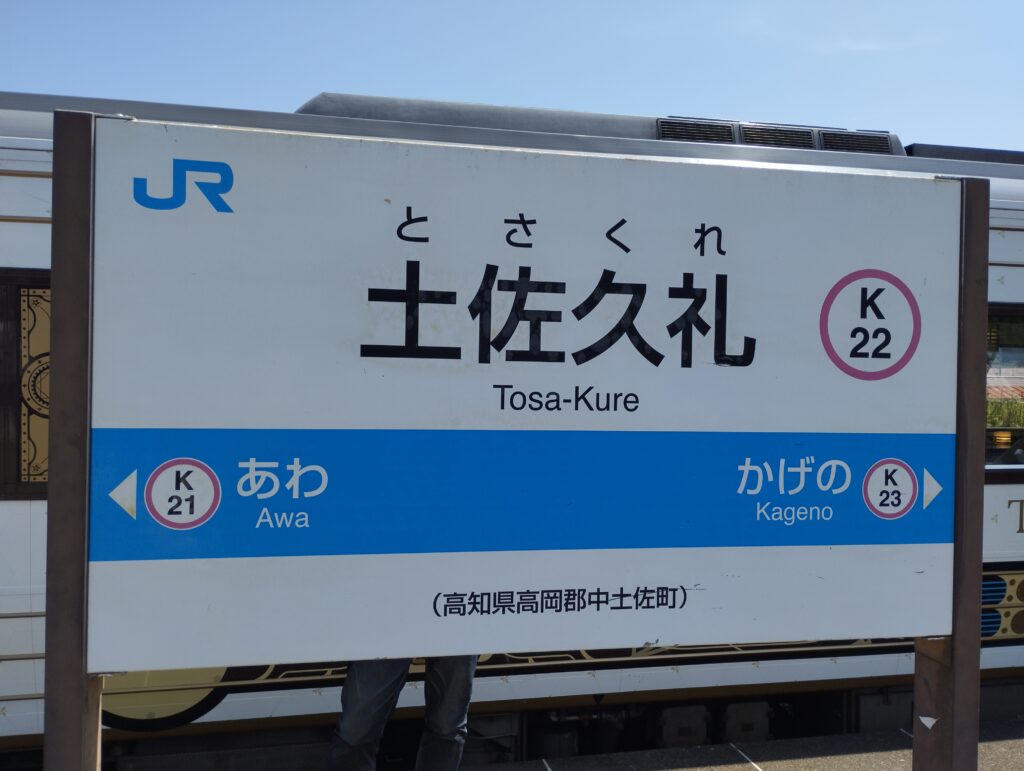 JR
とさくれ
土佐久礼
Tosa-Kure
K
22
K
21
あわ
Awa
かげの
Kageno
K
23
（高知県高岡郡中土佐町）
T